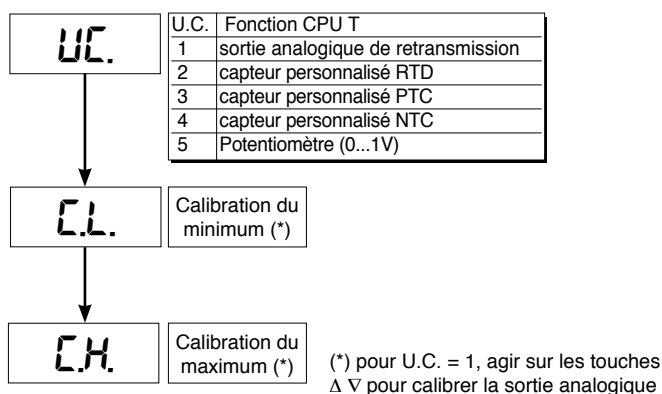 U.C.
U.C. Fonction CPU T
1 sortie analogique de retransmission
2 capteur personnalisé RTD
3 capteur personnalisé PTC
4 capteur personnalisé NTC
5 Potentiomètre (0...1V)
C.L.
Calibration du
minimum (*)
C.H.
Calibration du
maximum (*)
(*) pour U.C. = 1, agir sur les touches
Δ ∇ pour calibrer la sortie analogique